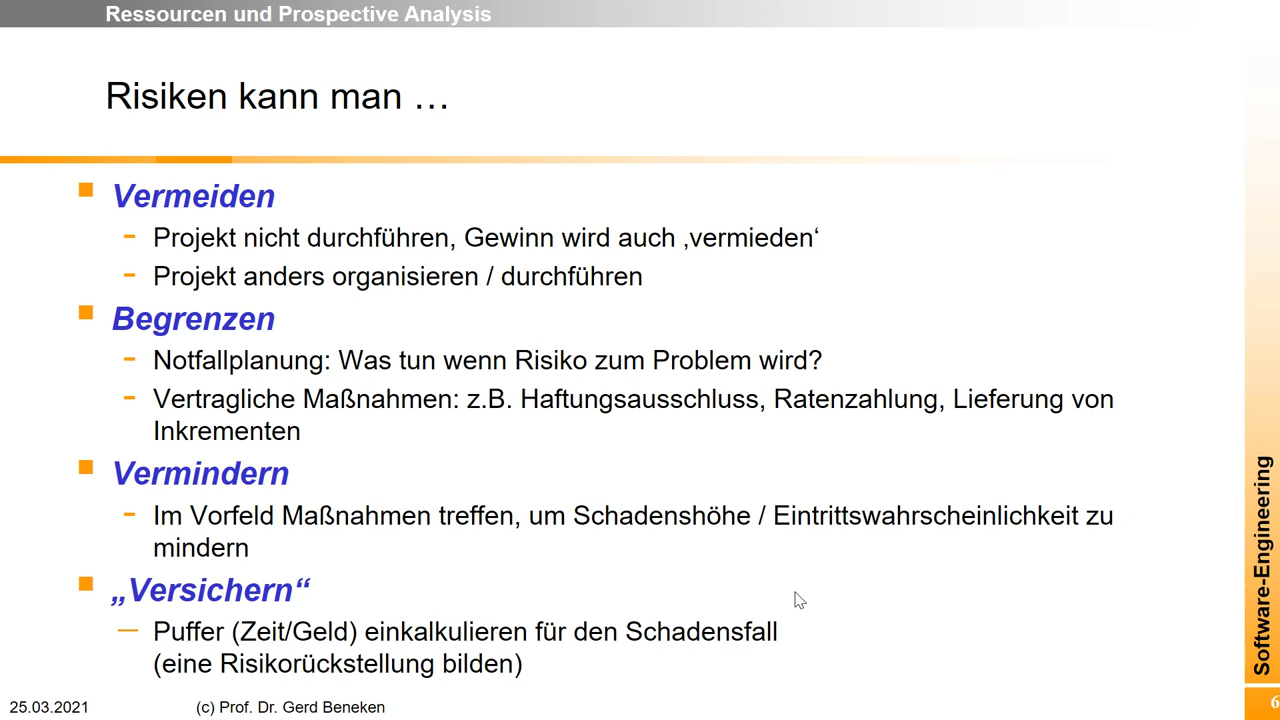 Ressourcen und Prospective Analysis
Risiken kann man …
Vermeiden
Projekt nicht durchführen, Gewinn wird auch ‚vermieden‘
Projekt anders organisieren / durchführen
Begrenzen
Notfallplanung: Was tun wenn Risiko zum Problem wird?
Vertragliche Maßnahmen: z.B. Haftungsausschluss, Ratenzahlung, Lieferung von
Inkrementen
Vermindern
Im Vorfeld Maßnahmen treffen, um Schadenshöhe / Eintrittswahrscheinlichkeit zu
mindern
„Versichern“
Puffer (Zeit/Geld) einkalkulieren für den Schadensfall
(eine Risikorückstellung bilden)
Software-Engineering
25.03.2021
(c) Prof. Dr. Gerd Beneken